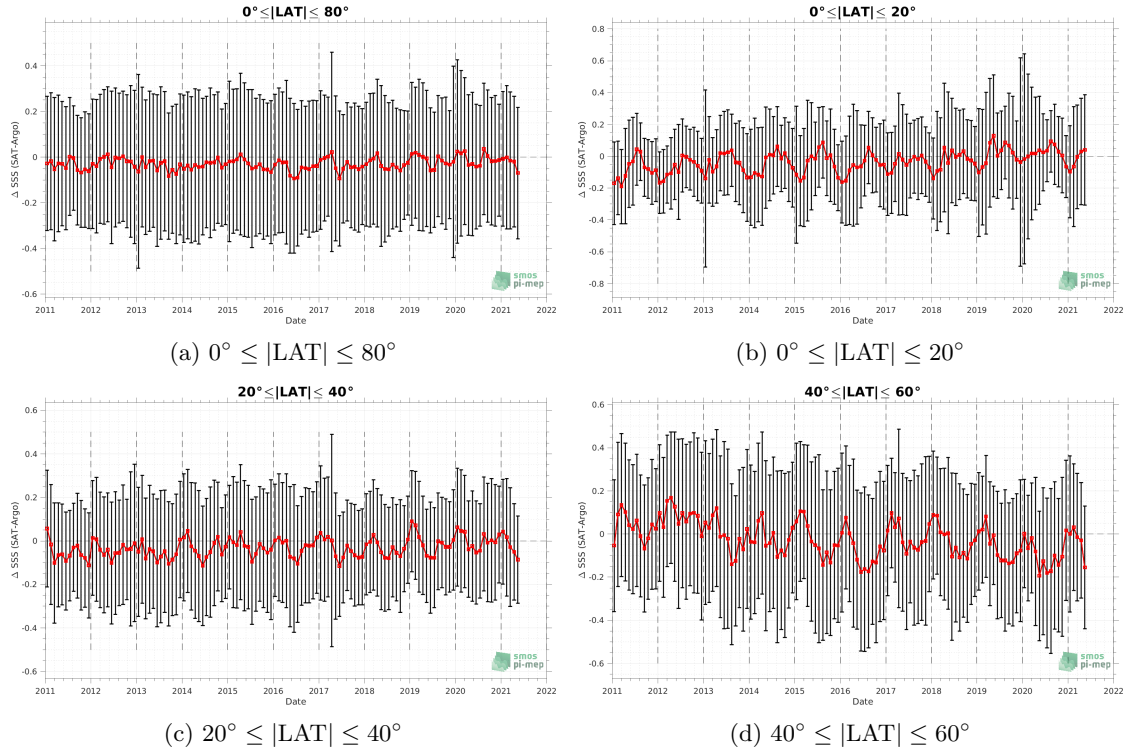 0°≤|LAT|≤ 80°
Δ SSS (SAT-Argo)
0.4
0.2
0
-0.2
-0.4
-0.6
2011 2012 2013 2014 2015 2016 2017 2018 2019 2020 2021 2022
Date
smos
pi-mep
(a) 0° ≤ |LAT| ≤ 80°
0°≤|LAT|≤ 20°
Δ SSS (SAT-Argo)
0.8
0.6
0.4
0.2
0
-0.2
-0.4
-0.6
-0.8
2011 2012 2013 2014 2015 2016 2017 2018 2019 2020 2021 2022
Date
smos
pi-mep
(b) 0° ≤ |LAT| ≤ 20°
20°≤|LAT|≤ 40°
Δ SSS (SAT-Argo)
0.6
0.4
0.2
0
-0.2
-0.4
-0.6
2011 2012 2013 2014 2015 2016 2017 2018 2019 2020 2021 2022
Date
smos
pi-mep
(c) 20° ≤ |LAT| ≤ 40°
40°≤|LAT|≤ 60°
Δ SSS (SAT-Argo)
0.6
0.4
0.2
0
-0.2
-0.4
-0.6
2011 2012 2013 2014 2015 2016 2017 2018 2019 2020 2021 2022
Date
smos
pi-mep
(d) 40° ≤ |LAT| ≤ 60°